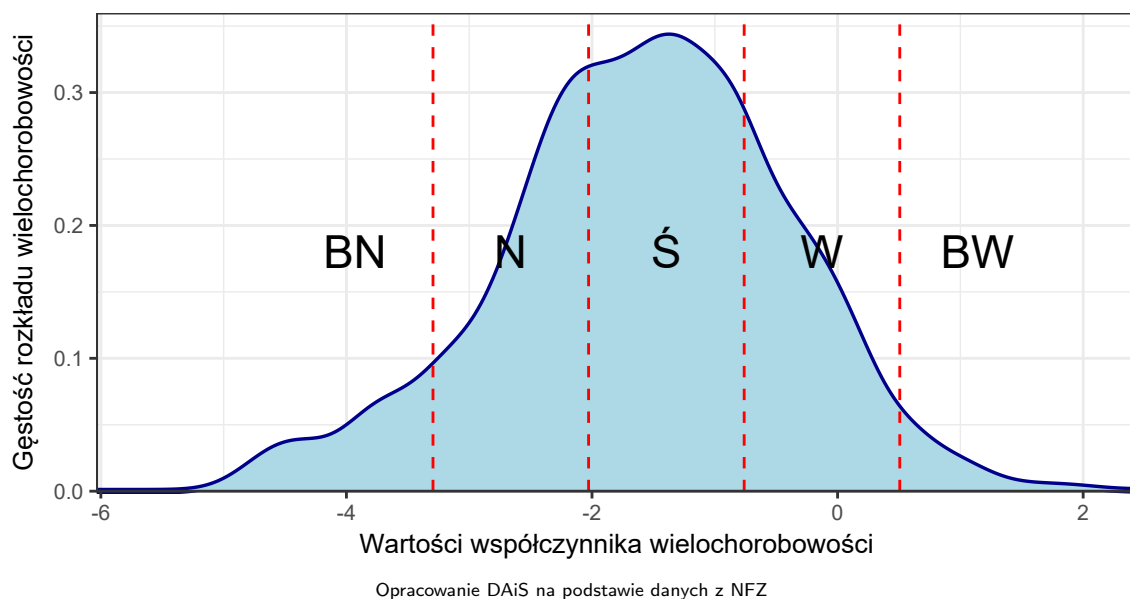 Gęstość rozkładu wielochorobowości
0.3
0.2
0.1
0.0
BN N Ś W BW
-6 -4 -2 0 2
Wartości współczynnika wielochorobowości
Opracowanie DAiS na podstawie danych z NFZ